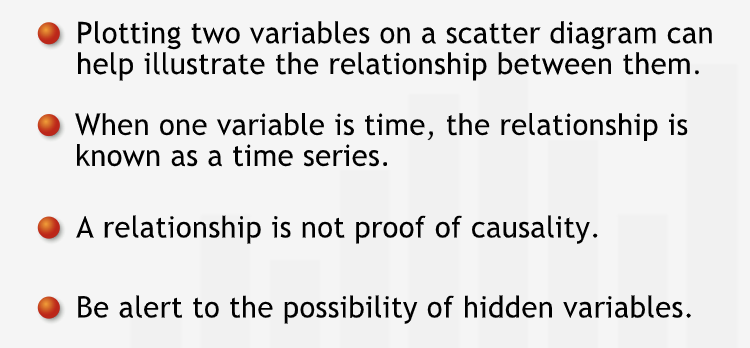 Plotting two variables on a scatter diagram can
help illustrate the relationship between them.
When one variable is time, the relationship is
known as a time series.
A relationship is not proof of causality.
Be alert to the possibility of hidden variables.